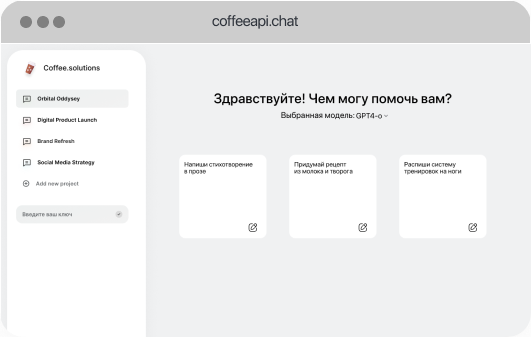 coffeeapi.chat
Coffee.solutions
Orbital Oddysey
Digital Product Launch
Brand Refresh
Social Media Strategy
Add new project
Введите ваш ключ
Здравствуйте! Чем могу помочь вам?
Выбранная модель: GPT4-o
Напиши стихотворение
в прозе
Придумай рецепт
из молока и творога
Распиши систему
тренировок на ноги